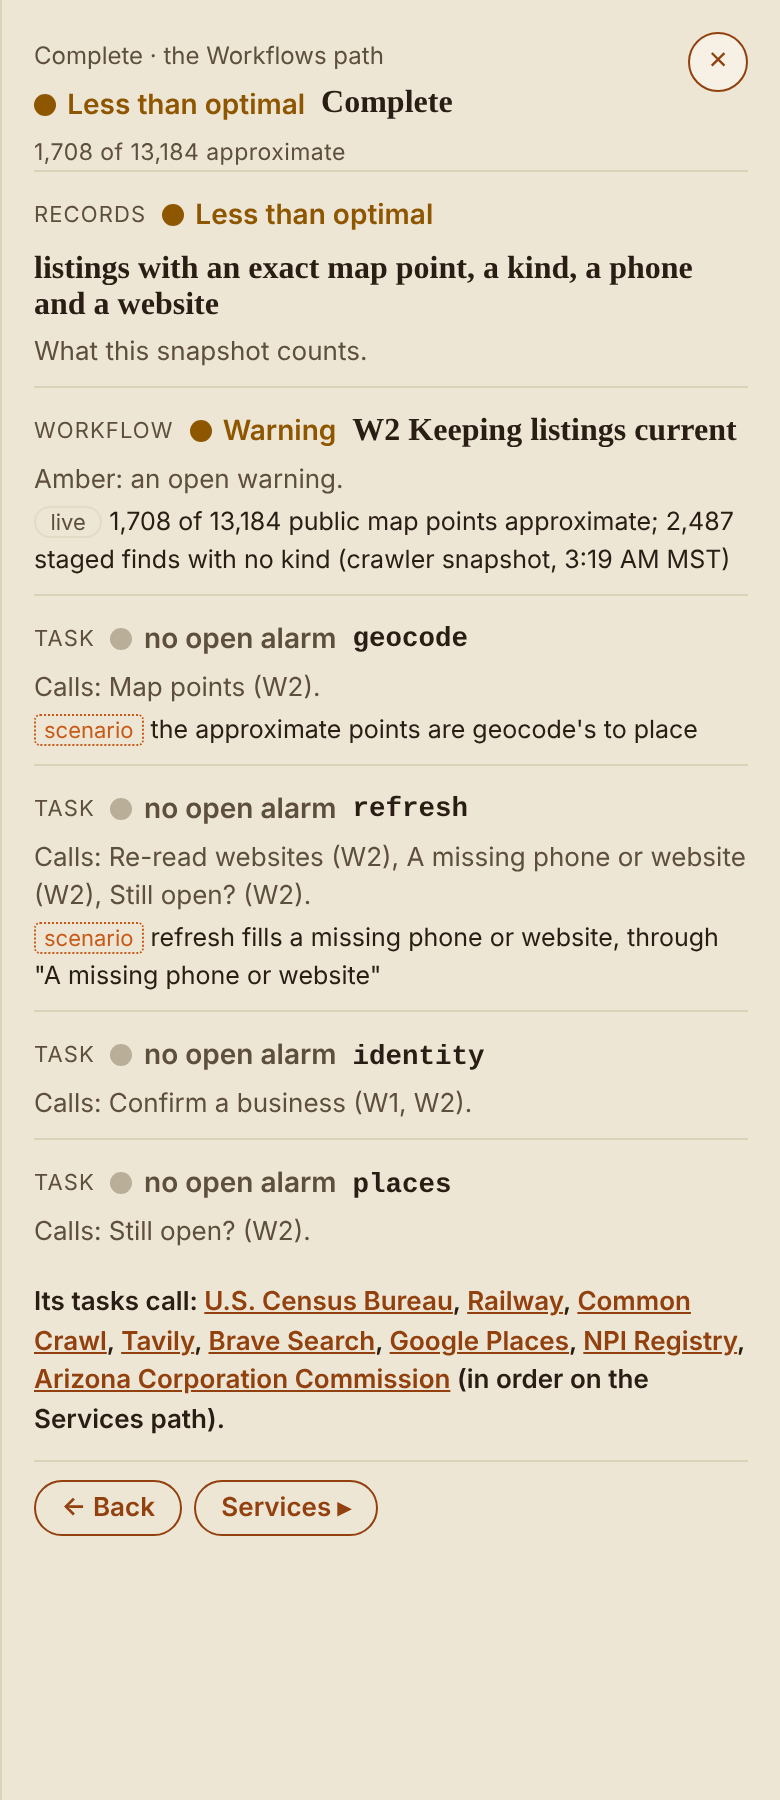 Complete · the Workflows path
×
Less than optimal Complete
1,708 of 13,184 approximate
RECORDS Less than optimal
listings with an exact map point, a kind, a phone
and a website
What this snapshot counts.
WORKFLOW Warning W2 Keeping listings current
Amber: an open warning.
live 1,708 of 13,184 public map points approximate; 2,487
staged finds with no kind (crawler snapshot, 3:19 AM MST)
TASK no open alarm geocode
Calls: Map points (W2).
scenario the approximate points are geocode's to place
TASK no open alarm refresh
Calls: Re-read websites (W2), A missing phone or website
(W2), Still open? (W2).
scenario refresh fills a missing phone or website, through
"A missing phone or website"
TASK no open alarm identity
Calls: Confirm a business (W1, W2).
TASK no open alarm places
Calls: Still open? (W2).
Its tasks call: U.S. Census Bureau, Railway, Common
Crawl, Tavily, Brave Search, Google Places, NPI Registry,
Arizona Corporation Commission (in order on the
Services path).
← Back Services ▸